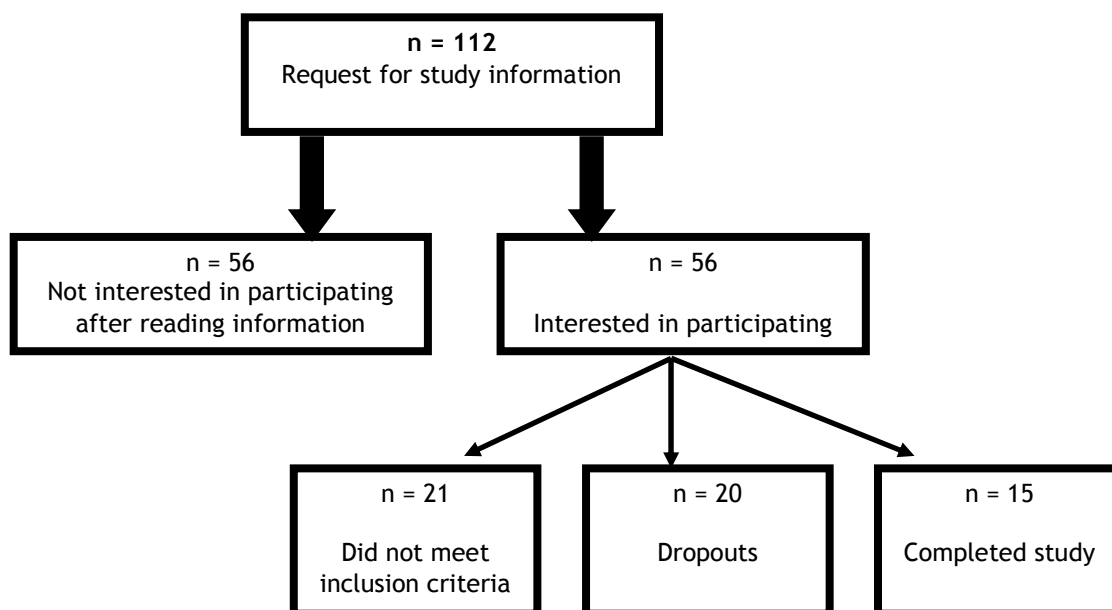 n = 112
Request for study information
n = 56
Not interested in participating
after reading information
n = 56
Interested in participating
n = 21
Did not meet
inclusion criteria
n = 20
Dropouts
n = 15
Completed study